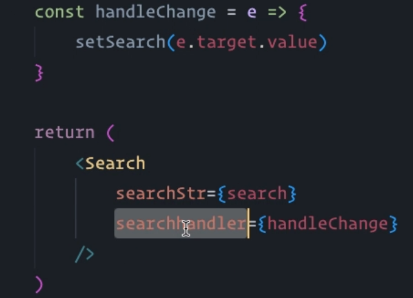 const handleChange = e => {
setSearch(e.target.value)
}
return (
<Search
searchStr={search}
searchhandler={handleChange}
/>
)